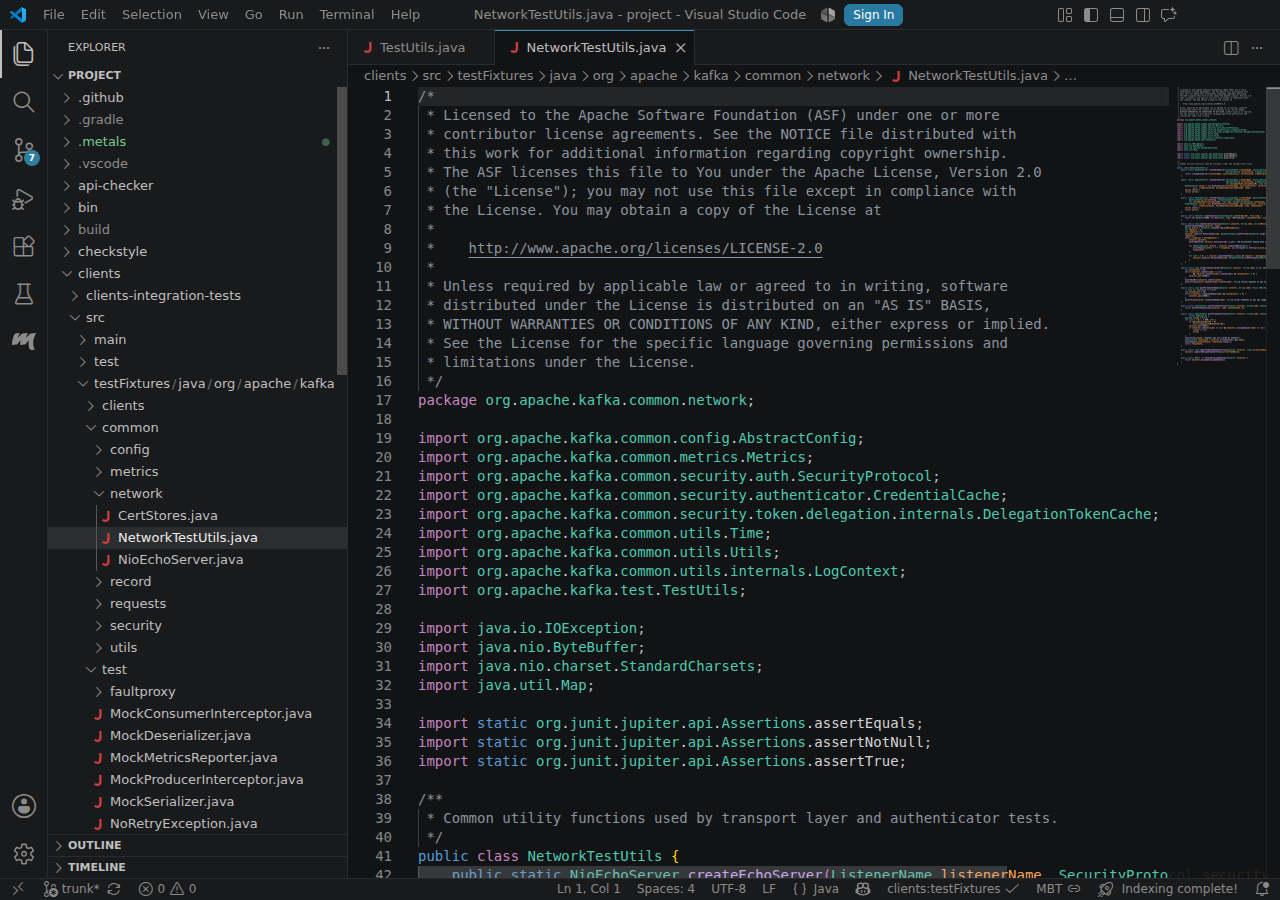 File Edit Selection View Go Run Terminal Help NetworkTestUtils.java - project - Visual Studio Code Sign In
EXPLORER
PROJECT
.github
.gradle
.metals
.vscode
api-checker
bin
build
checkstyle
clients
clients-integration-tests
src
main
test
testFixtures/java/org/apache/kafka
clients
common
config
metrics
network
CertStores.java
NetworkTestUtils.java
NioEchoServer.java
record
requests
security
utils
test
faultproxy
MockConsumerInterceptor.java
MockDeserializer.java
MockMetricsReporter.java
MockProducerInterceptor.java
MockSerializer.java
NoRetryException.java
OUTLINE
TIMELINE
7
TestUtils.java NetworkTestUtils.java
clients > src > testFixtures > java > org > apache > kafka > common > network > NetworkTestUtils.java > ...
1 /*
2  * Licensed to the Apache Software Foundation (ASF) under one or more
3  * contributor license agreements. See the NOTICE file distributed with
4  * this work for additional information regarding copyright ownership.
5  * The ASF licenses this file to You under the Apache License, Version 2.0
6  * (the "License"); you may not use this file except in compliance with
7  * the License. You may obtain a copy of the License at
8  *
9  *    http://www.apache.org/licenses/LICENSE-2.0
10  *
11  * Unless required by applicable law or agreed to in writing, software
12  * distributed under the License is distributed on an "AS IS" BASIS,
13  * WITHOUT WARRANTIES OR CONDITIONS OF ANY KIND, either express or implied.
14  * See the License for the specific language governing permissions and
15  * limitations under the License.
16  */
17 package org.apache.kafka.common.network;
18
19 import org.apache.kafka.common.config.AbstractConfig;
20 import org.apache.kafka.common.metrics.Metrics;
21 import org.apache.kafka.common.security.auth.SecurityProtocol;
22 import org.apache.kafka.common.security.authenticator.CredentialCache;
23 import org.apache.kafka.common.security.token.delegation.internals.DelegationTokenCache;
24 import org.apache.kafka.common.utils.Time;
25 import org.apache.kafka.common.utils.Utils;
26 import org.apache.kafka.common.utils.internals.LogContext;
27 import org.apache.kafka.test.TestUtils;
28
29 import java.io.IOException;
30 import java.nio.ByteBuffer;
31 import java.nio.charset.StandardCharsets;
32 import java.util.Map;
33
34 import static org.junit.jupiter.api.Assertions.assertEquals;
35 import static org.junit.jupiter.api.Assertions.assertNotNull;
36 import static org.junit.jupiter.api.Assertions.assertTrue;
37
38 /**
39  * Common utility functions used by transport layer and authenticator tests.
40  */
41 public class NetworkTestUtils {
42     public static NioEchoServer createEchoServer(ListenerName listenerName, SecurityProtocol security
trunk* 0 0 Ln 1, Col 1 Spaces: 4 UTF-8 LF { } Java clients:testFixtures MBT Indexing complete!